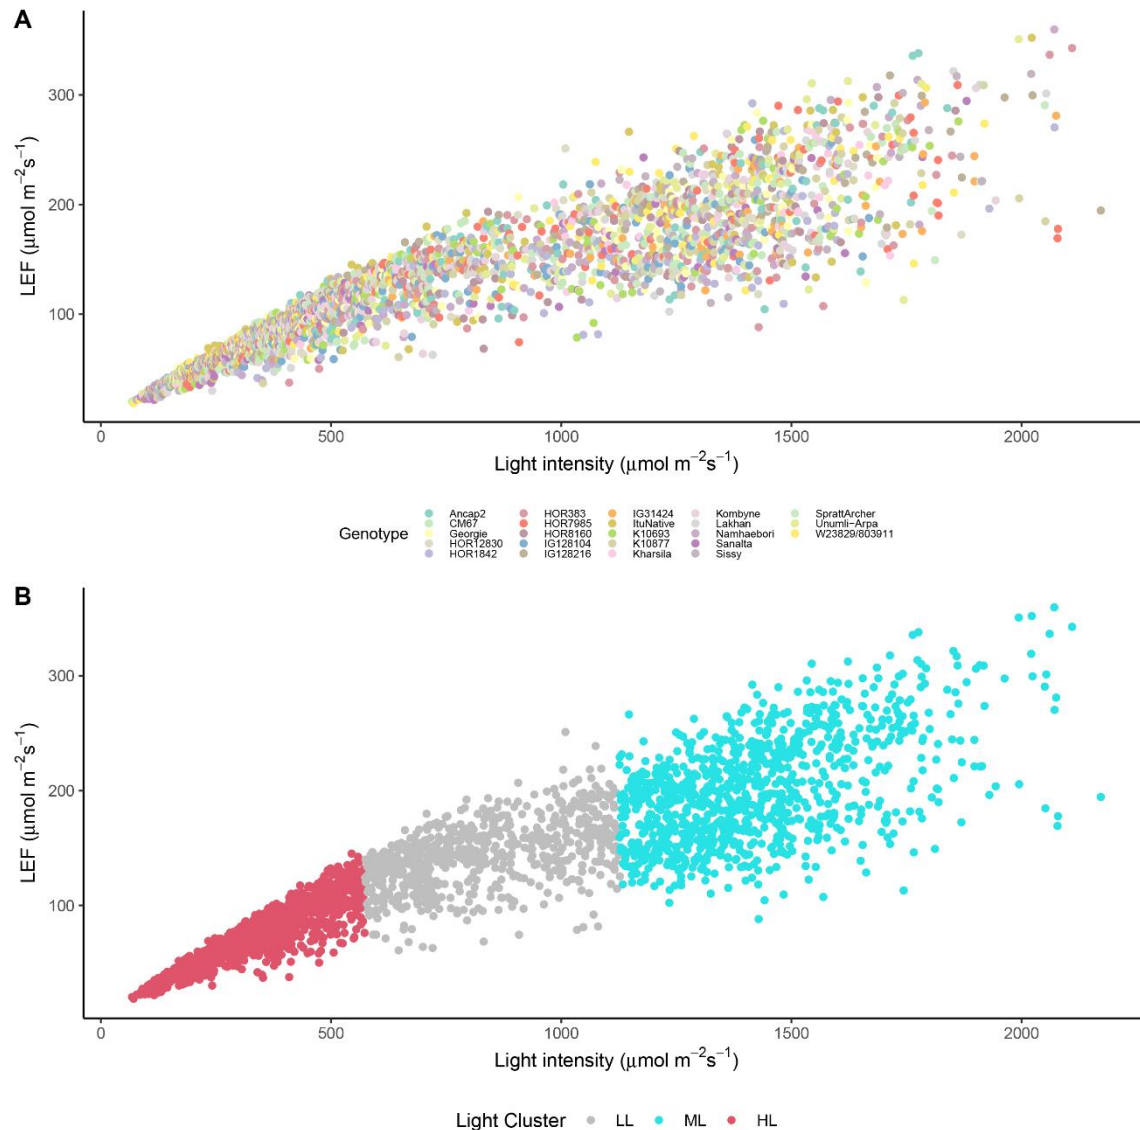 A
300
200
100
LEF (μmol m⁻²s⁻¹)
0 500 1000 1500 2000
Light intensity (μmol m⁻²s⁻¹)
Genotype
Ancap2 HOR383 IG31424 Kombyne SprattArcher
CM67 HOR7985 ItuNative Lakhan Unumli−Arpa
Georgie HOR8160 K10693 Namhaebori W23829/803911
HOR12830 IG128104 K10877 Sanalta
HOR1842 IG128216 Kharsila Sissy
B
300
200
100
LEF (μmol m⁻²s⁻¹)
0 500 1000 1500 2000
Light intensity (μmol m⁻²s⁻¹)
Light Cluster LL ML HL